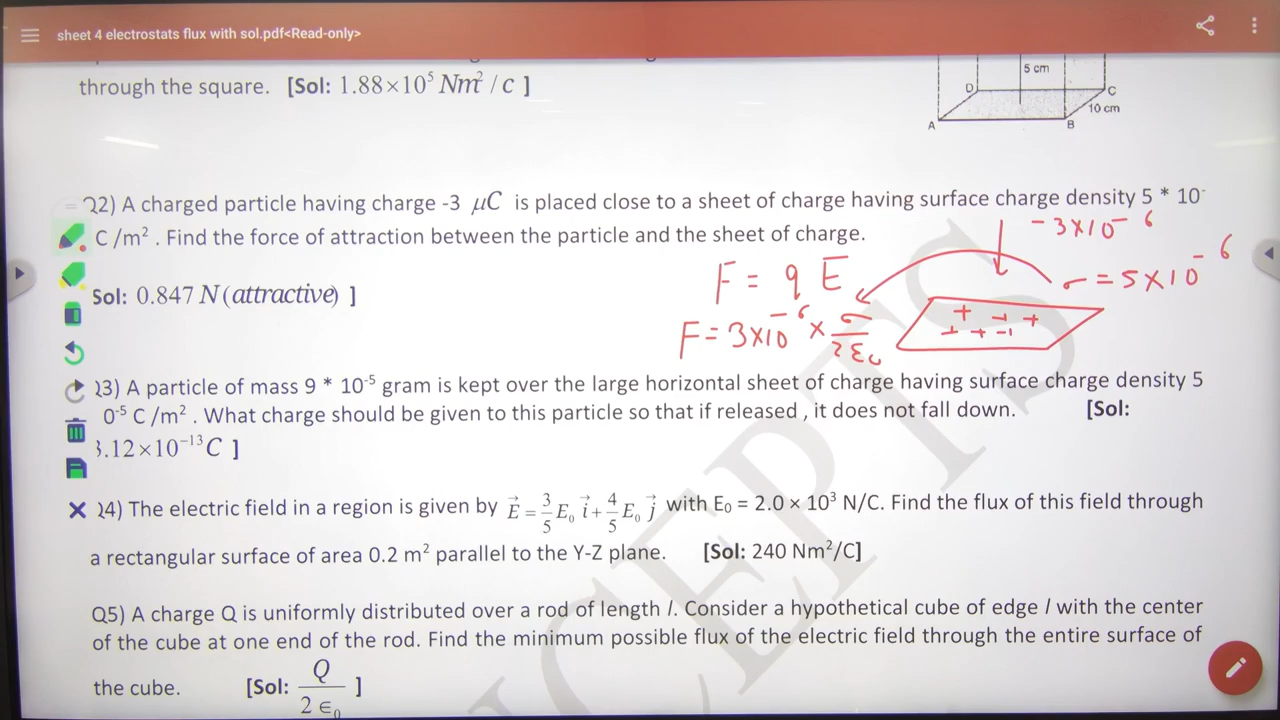 sheet 4 electrostats flux with sol.pdf<Read-only>
through the square. [Sol: 1.88×10⁵ Nm²/c ]
5 cm
D
C
10 cm
A
B
Q2) A charged particle having charge -3 μC is placed close to a sheet of charge having surface charge density 5 * 10⁻
C /m² . Find the force of attraction between the particle and the sheet of charge.
Sol: 0.847 N(attractive) ]
-3×10⁻⁶
F = q E
σ = 5×10⁻⁶
F = 3×10⁻⁶ × σ/2ε₀
+ + + + + +
23) A particle of mass 9 * 10⁻⁵ gram is kept over the large horizontal sheet of charge having surface charge density 5
0⁻⁵ C /m² . What charge should be given to this particle so that if released , it does not fall down. [Sol:
3.12×10⁻¹³ C ]
24) The electric field in a region is given by E⃗ = 3/5 E₀ i⃗ + 4/5 E₀ j⃗ with E₀ = 2.0 × 10³ N/C. Find the flux of this field through
a rectangular surface of area 0.2 m² parallel to the Y-Z plane. [Sol: 240 Nm²/C]
Q5) A charge Q is uniformly distributed over a rod of length l. Consider a hypothetical cube of edge l with the center
of the cube at one end of the rod. Find the minimum possible flux of the electric field through the entire surface of
the cube. [Sol: Q/2∈₀ ]
NCEPTS